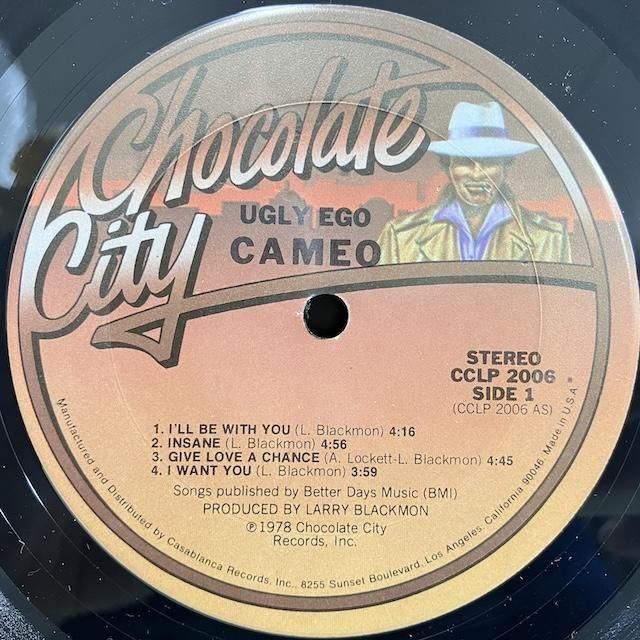 Chocolate
City
UGLY EGO
CAMEO
STEREO
CCLP 2006
SIDE 1
(CCLP 2006 AS)
1. I'LL BE WITH YOU (L. Blackmon) 4:16
2. INSANE (L. Blackmon) 4:56
3. GIVE LOVE A CHANCE (A. Lockett-L. Blackmon) 4:45
4. I WANT YOU (L. Blackmon) 3:59
Songs published by Better Days Music (BMI)
PRODUCED BY LARRY BLACKMON
℗1978 Chocolate City
Records, Inc.
Manufactured and Distributed by Casablanca Records, Inc., 8255 Sunset Boulevard, Los Angeles, California 90046. Made in U.S.A.